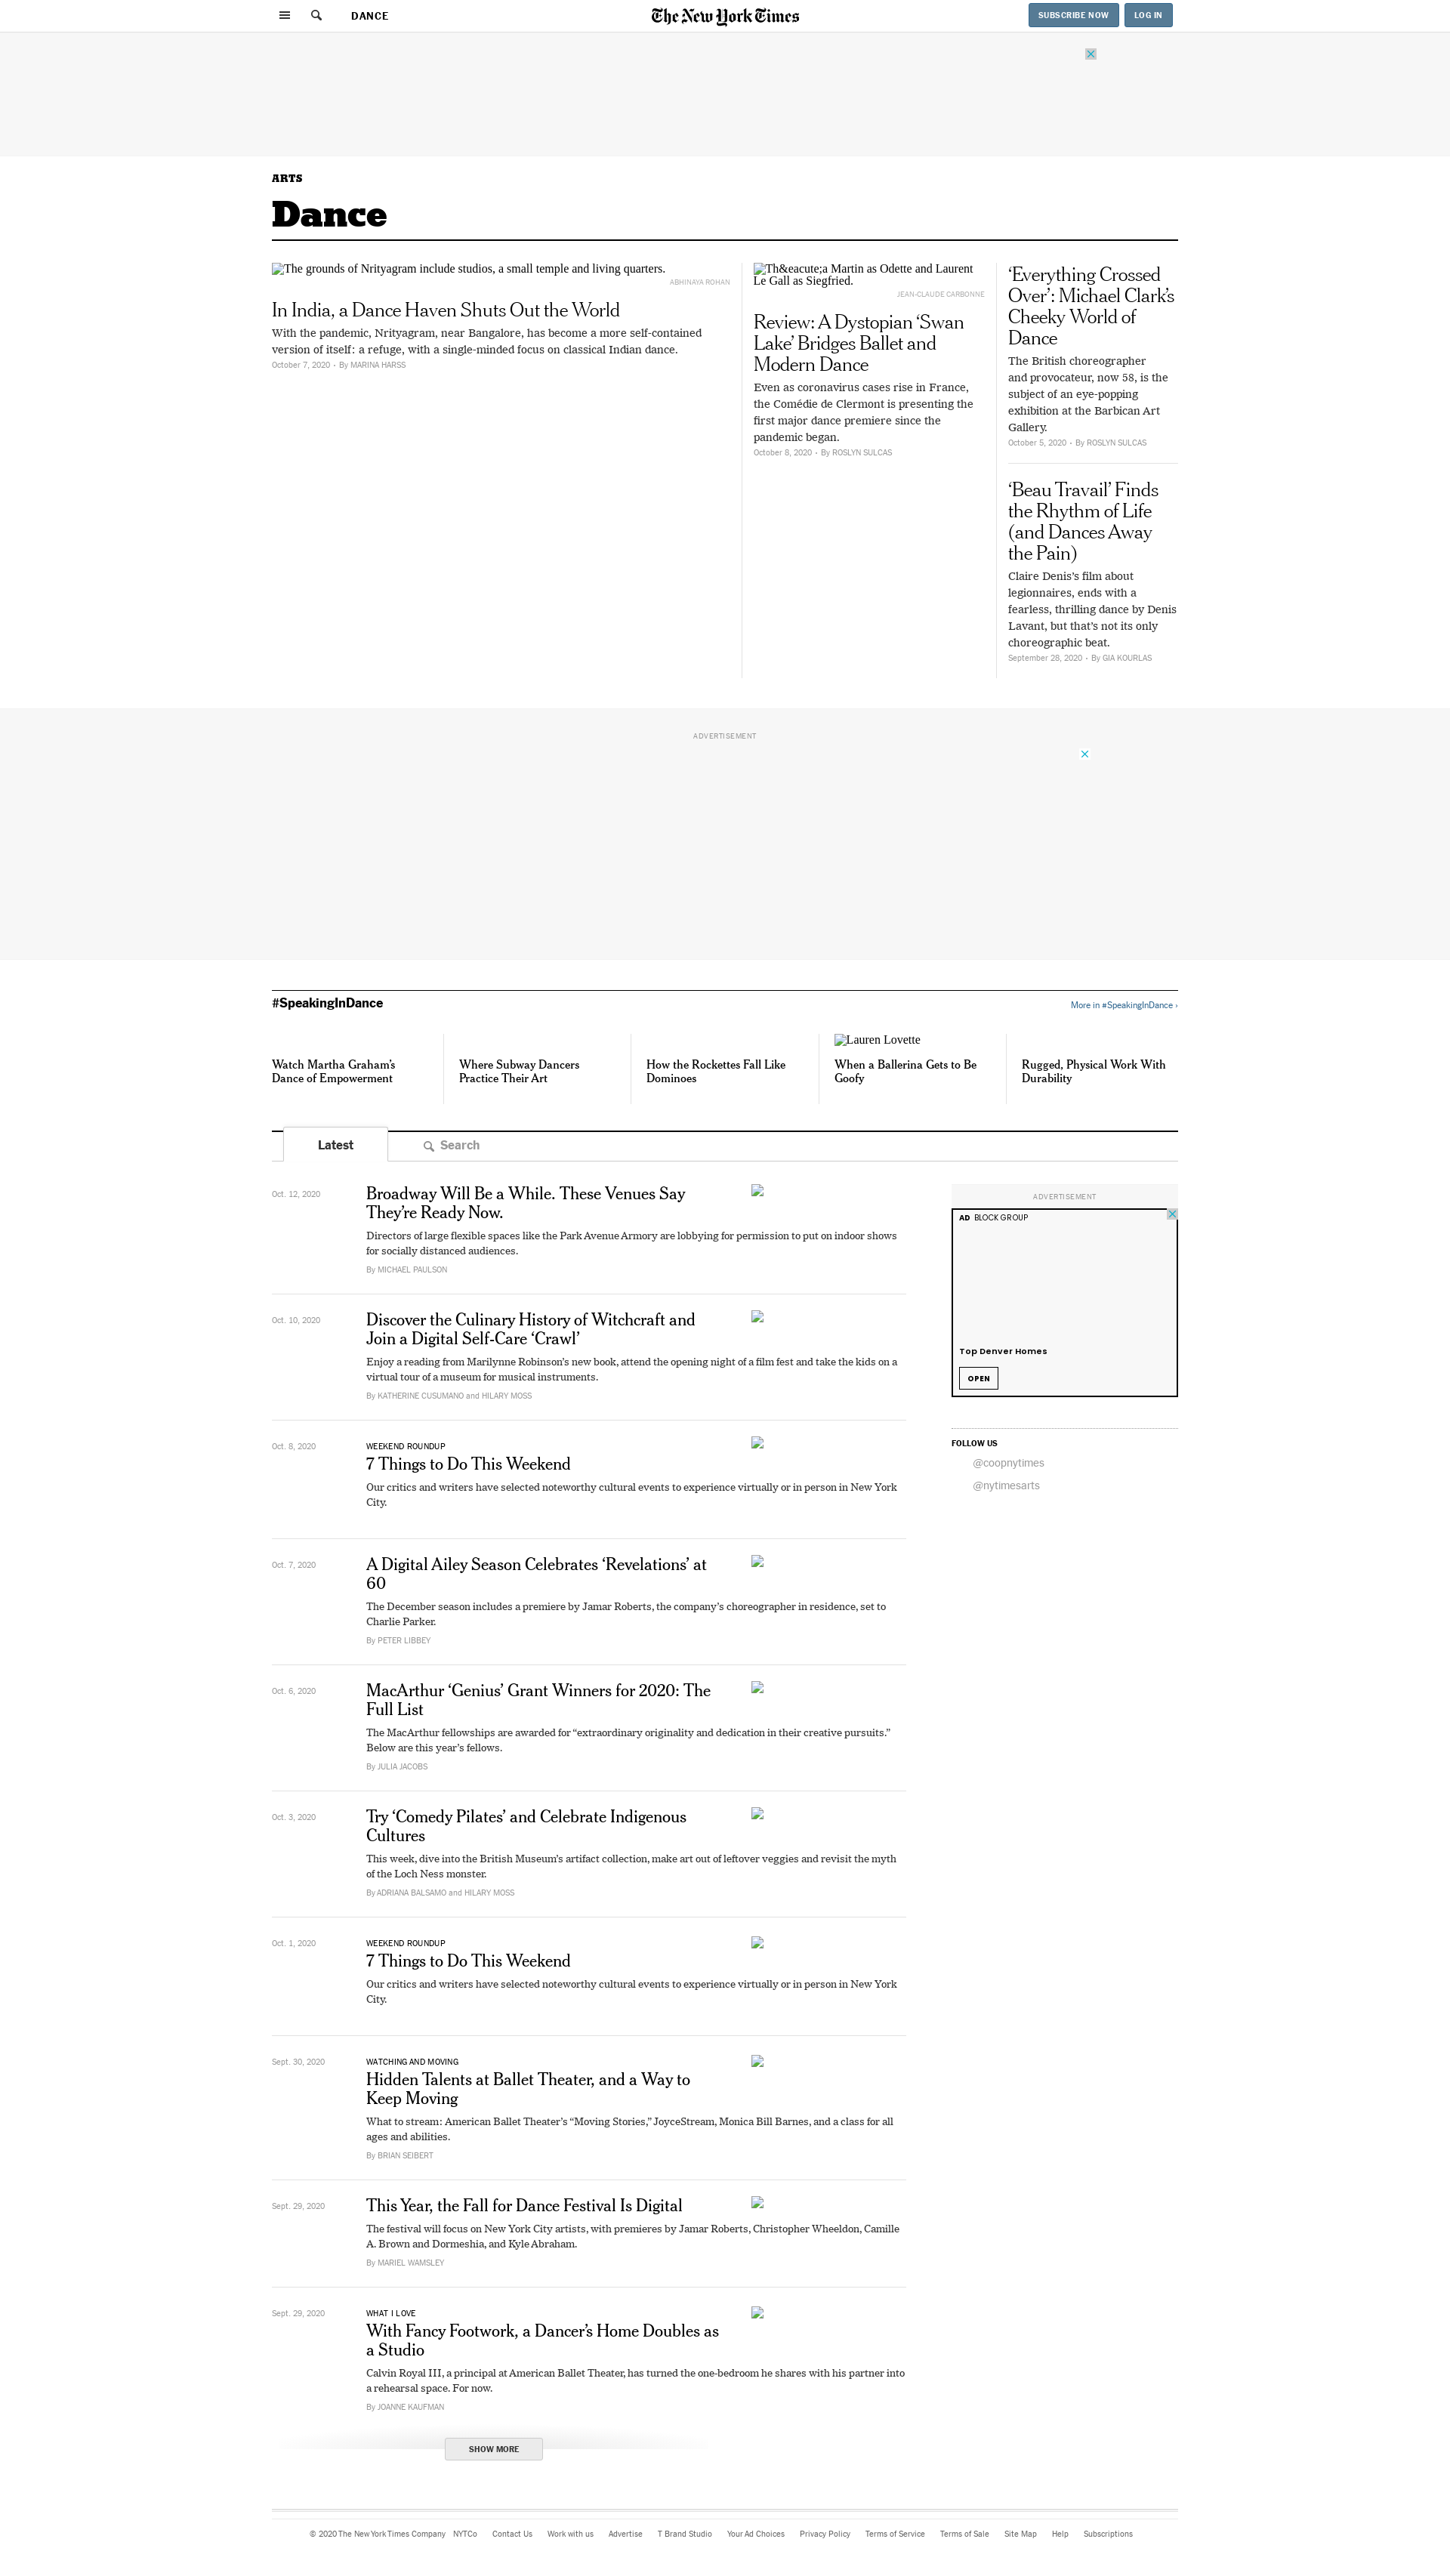 DANCE
The New York Times
SUBSCRIBE NOW
LOG IN
ARTS
Dance
The grounds of Nrityagram include studios, a small temple and living quarters.
ABHINAYA ROHAN
In India, a Dance Haven Shuts Out the World
With the pandemic, Nrityagram, near Bangalore, has become a more self-contained
version of itself: a refuge, with a single-minded focus on classical Indian dance.
October 7, 2020 • By MARINA HARSS
Th&eacute;a Martin as Odette and Laurent
Le Gall as Siegfried.
JEAN-CLAUDE CARBONNE
Review: A Dystopian ‘Swan
Lake’ Bridges Ballet and
Modern Dance
Even as coronavirus cases rise in France,
the Comédie de Clermont is presenting the
first major dance premiere since the
pandemic began.
October 8, 2020 • By ROSLYN SULCAS
‘Everything Crossed
Over’: Michael Clark’s
Cheeky World of
Dance
The British choreographer
and provocateur, now 58, is the
subject of an eye-popping
exhibition at the Barbican Art
Gallery.
October 5, 2020 • By ROSLYN SULCAS
‘Beau Travail’ Finds
the Rhythm of Life
(and Dances Away
the Pain)
Claire Denis’s film about
legionnaires, ends with a
fearless, thrilling dance by Denis
Lavant, but that’s not its only
choreographic beat.
September 28, 2020 • By GIA KOURLAS
ADVERTISEMENT
#SpeakingInDance
More in #SpeakingInDance ›
Watch Martha Graham’s
Dance of Empowerment
Where Subway Dancers
Practice Their Art
How the Rockettes Fall Like
Dominoes
Lauren Lovette
When a Ballerina Gets to Be
Goofy
Rugged, Physical Work With
Durability
Latest
Search
Oct. 12, 2020
Broadway Will Be a While. These Venues Say
They’re Ready Now.
Directors of large flexible spaces like the Park Avenue Armory are lobbying for permission to put on indoor shows
for socially distanced audiences.
By MICHAEL PAULSON
Oct. 10, 2020
Discover the Culinary History of Witchcraft and
Join a Digital Self-Care ‘Crawl’
Enjoy a reading from Marilynne Robinson’s new book, attend the opening night of a film fest and take the kids on a
virtual tour of a museum for musical instruments.
By KATHERINE CUSUMANO and HILARY MOSS
Oct. 8, 2020
WEEKEND ROUNDUP
7 Things to Do This Weekend
Our critics and writers have selected noteworthy cultural events to experience virtually or in person in New York
City.
Oct. 7, 2020
A Digital Ailey Season Celebrates ‘Revelations’ at
60
The December season includes a premiere by Jamar Roberts, the company’s choreographer in residence, set to
Charlie Parker.
By PETER LIBBEY
Oct. 6, 2020
MacArthur ‘Genius’ Grant Winners for 2020: The
Full List
The MacArthur fellowships are awarded for “extraordinary originality and dedication in their creative pursuits.”
Below are this year’s fellows.
By JULIA JACOBS
Oct. 3, 2020
Try ‘Comedy Pilates’ and Celebrate Indigenous
Cultures
This week, dive into the British Museum’s artifact collection, make art out of leftover veggies and revisit the myth
of the Loch Ness monster.
By ADRIANA BALSAMO and HILARY MOSS
Oct. 1, 2020
WEEKEND ROUNDUP
7 Things to Do This Weekend
Our critics and writers have selected noteworthy cultural events to experience virtually or in person in New York
City.
Sept. 30, 2020
WATCHING AND MOVING
Hidden Talents at Ballet Theater, and a Way to
Keep Moving
What to stream: American Ballet Theater’s “Moving Stories,” JoyceStream, Monica Bill Barnes, and a class for all
ages and abilities.
By BRIAN SEIBERT
Sept. 29, 2020
This Year, the Fall for Dance Festival Is Digital
The festival will focus on New York City artists, with premieres by Jamar Roberts, Christopher Wheeldon, Camille
A. Brown and Dormeshia, and Kyle Abraham.
By MARIEL WAMSLEY
Sept. 29, 2020
WHAT I LOVE
With Fancy Footwork, a Dancer’s Home Doubles as
a Studio
Calvin Royal III, a principal at American Ballet Theater, has turned the one-bedroom he shares with his partner into
a rehearsal space. For now.
By JOANNE KAUFMAN
SHOW MORE
ADVERTISEMENT
AD BLOCK GROUP
Top Denver Homes
OPEN
FOLLOW US
@coopnytimes
@nytimesarts
© 2020 The New York Times Company NYTCo Contact Us Work with us Advertise T Brand Studio Your Ad Choices Privacy Policy Terms of Service Terms of Sale Site Map Help Subscriptions